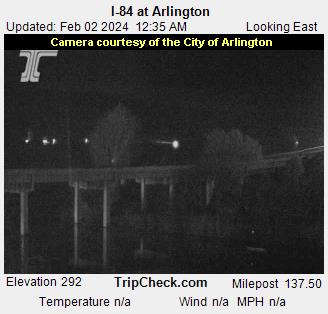 I-84 at Arlington
Updated: Feb 02 2024 12:35 AM Looking East
Camera courtesy of the City of Arlington
Elevation 292 TripCheck.com Milepost 137.50
Temperature n/a Wind n/a MPH n/a